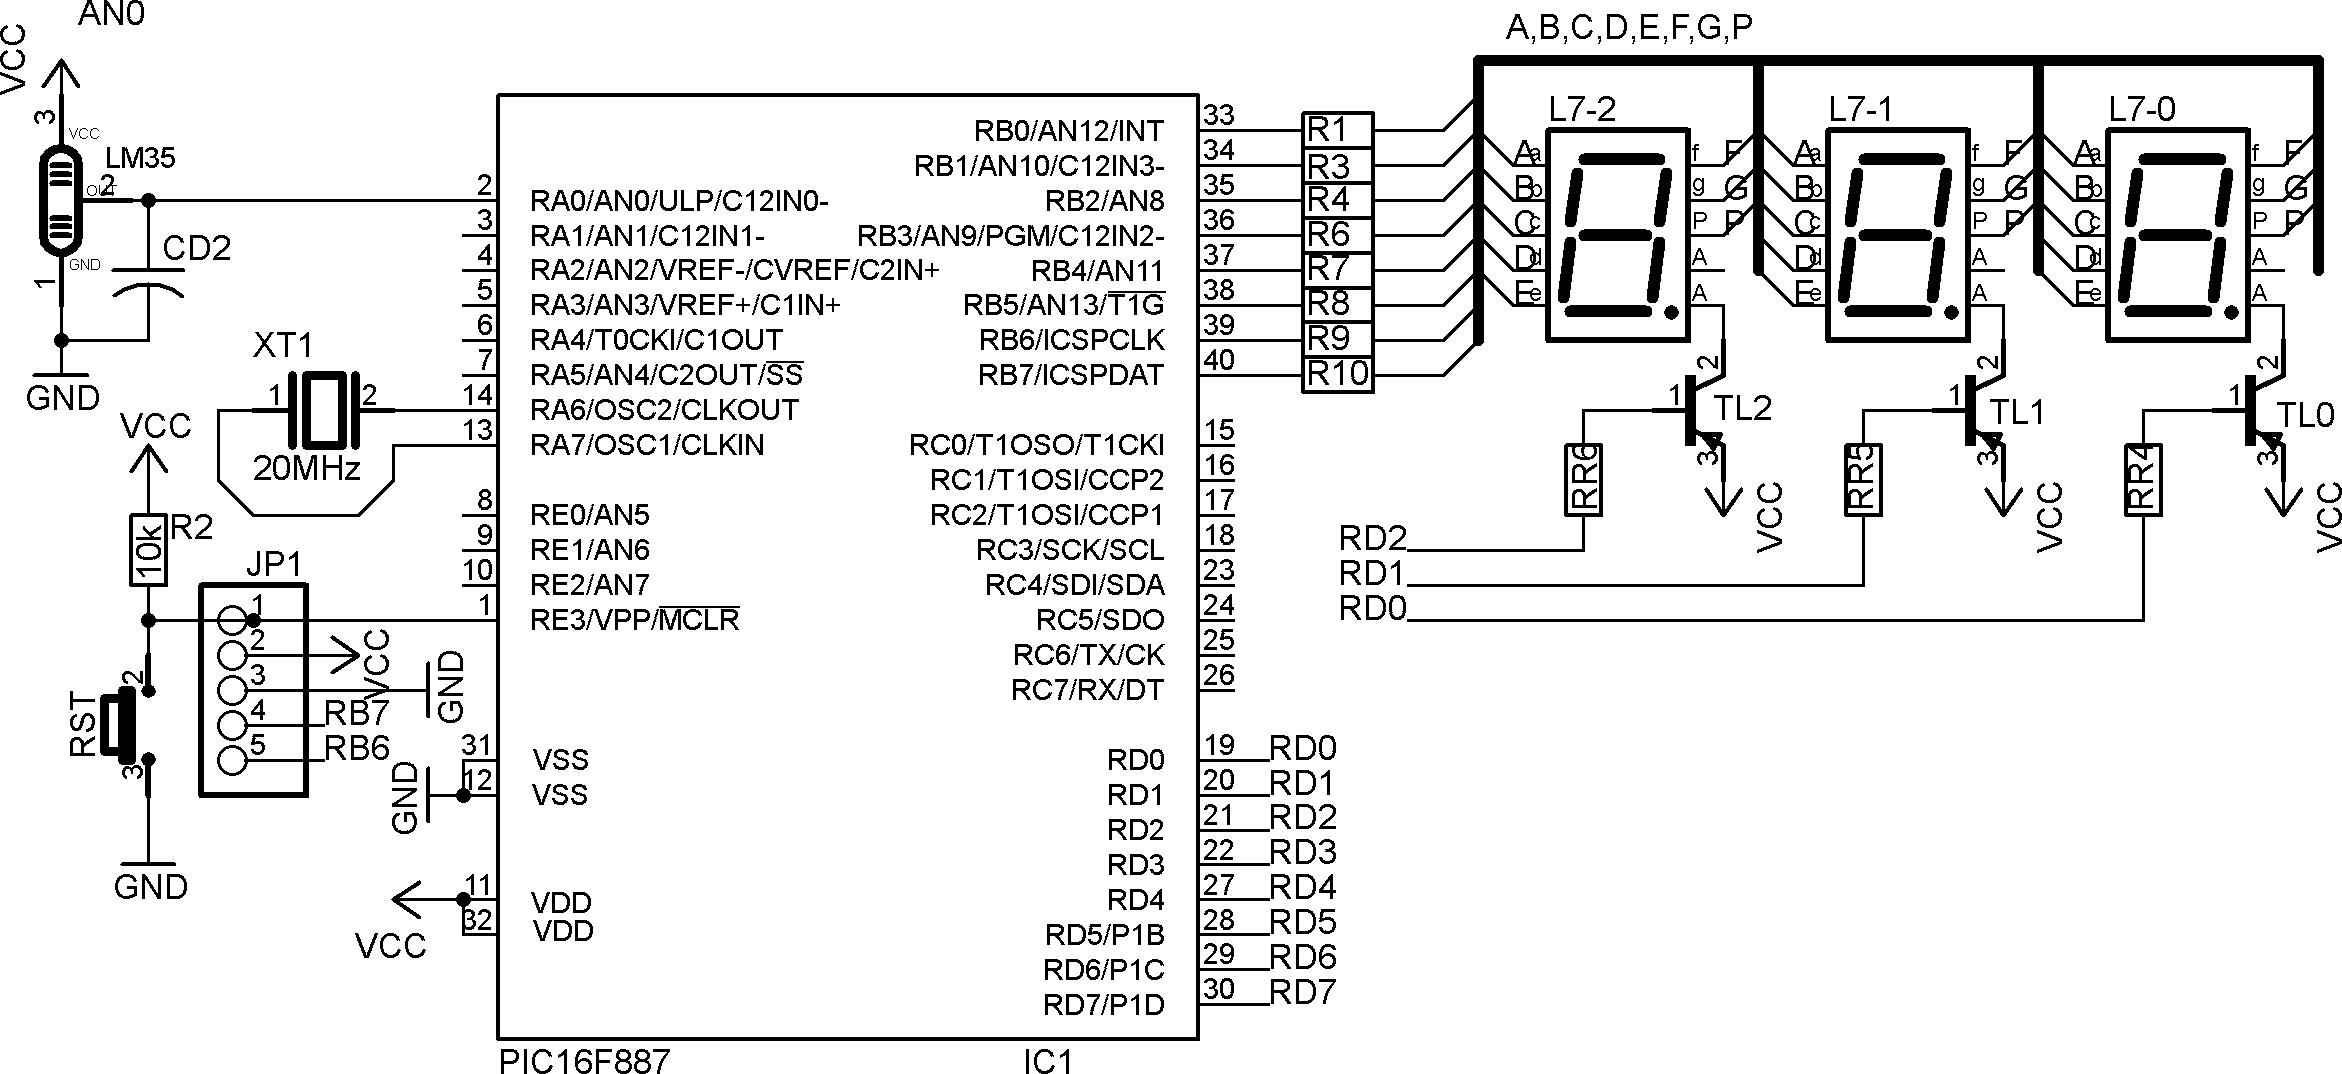 AN0
A,B,C,D,E,F,G,P
VCC
3
VCC
LM35
OUT
2
CD2
GND
1
GND
XT1
1
2
20MHz
VCC
10k
R2
JP1
1
2
VCC
3
GND
4
RB7
5
RB6
RST
2
3
GND
2 RA0/AN0/ULP/C12IN0-
3 RA1/AN1/C12IN1-
4 RA2/AN2/VREF-/CVREF/C2IN+
5 RA3/AN3/VREF+/C1IN+
6 RA4/T0CKI/C1OUT
7 RA5/AN4/C2OUT/SS
14 RA6/OSC2/CLKOUT
13 RA7/OSC1/CLKIN
8 RE0/AN5
9 RE1/AN6
10 RE2/AN7
1 RE3/VPP/MCLR
31 VSS
GND
12 VSS
11 VDD
VCC
32 VDD
RB0/AN12/INT 33 R1
RB1/AN10/C12IN3- 34 R3
RB2/AN8 35 R4
RB3/AN9/PGM/C12IN2- 36 R6
RB4/AN11 37 R7
RB5/AN13/T1G 38 R8
RB6/ICSPCLK 39 R9
RB7/ICSPDAT 40 R10
RC0/T1OSO/T1CKI 15
RC1/T1OSI/CCP2 16
RC2/T1OSI/CCP1 17
RC3/SCK/SCL 18
RC4/SDI/SDA 23
RC5/SDO 24
RC6/TX/CK 25
RC7/RX/DT 26
RD0 19 RD0
RD1 20 RD1
RD2 21 RD2
RD3 22 RD3
RD4 27 RD4
RD5/P1B 28 RD5
RD6/P1C 29 RD6
RD7/P1D 30 RD7
PIC16F887 IC1
L7-2
A a f F
B b g G
C c P P
D d A
E e A
L7-1
A a f F
B b g G
C c P P
D d A
E e A
L7-0
A a f F
B b g G
C c P P
D d A
E e A
2
1
TL2
3
RR6
VCC
2
1
TL1
3
RR5
VCC
2
1
TL0
3
RR4
VCC
RD2
RD1
RD0